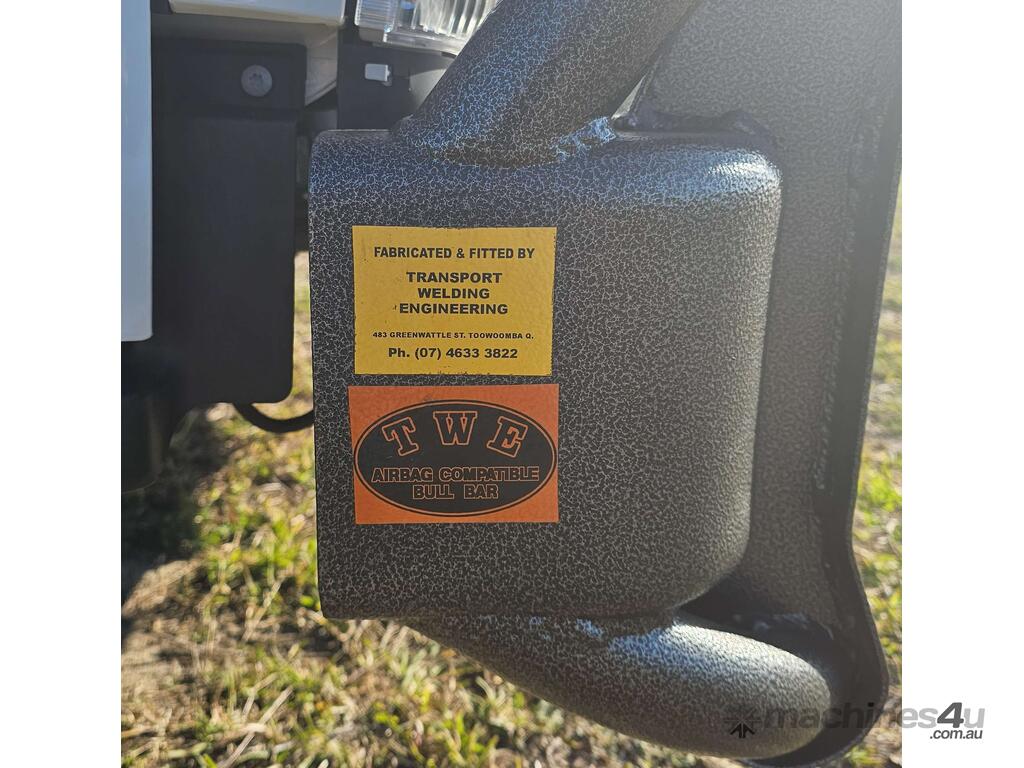 FABRICATED & FITTED BY
TRANSPORT
WELDING
ENGINEERING
483 GREENWATTLE ST. TOOWOOMBA Q.
Ph. (07) 4633 3822
TWE
AIRBAG COMPATIBLE
BULL BAR
machines4u
.com.au